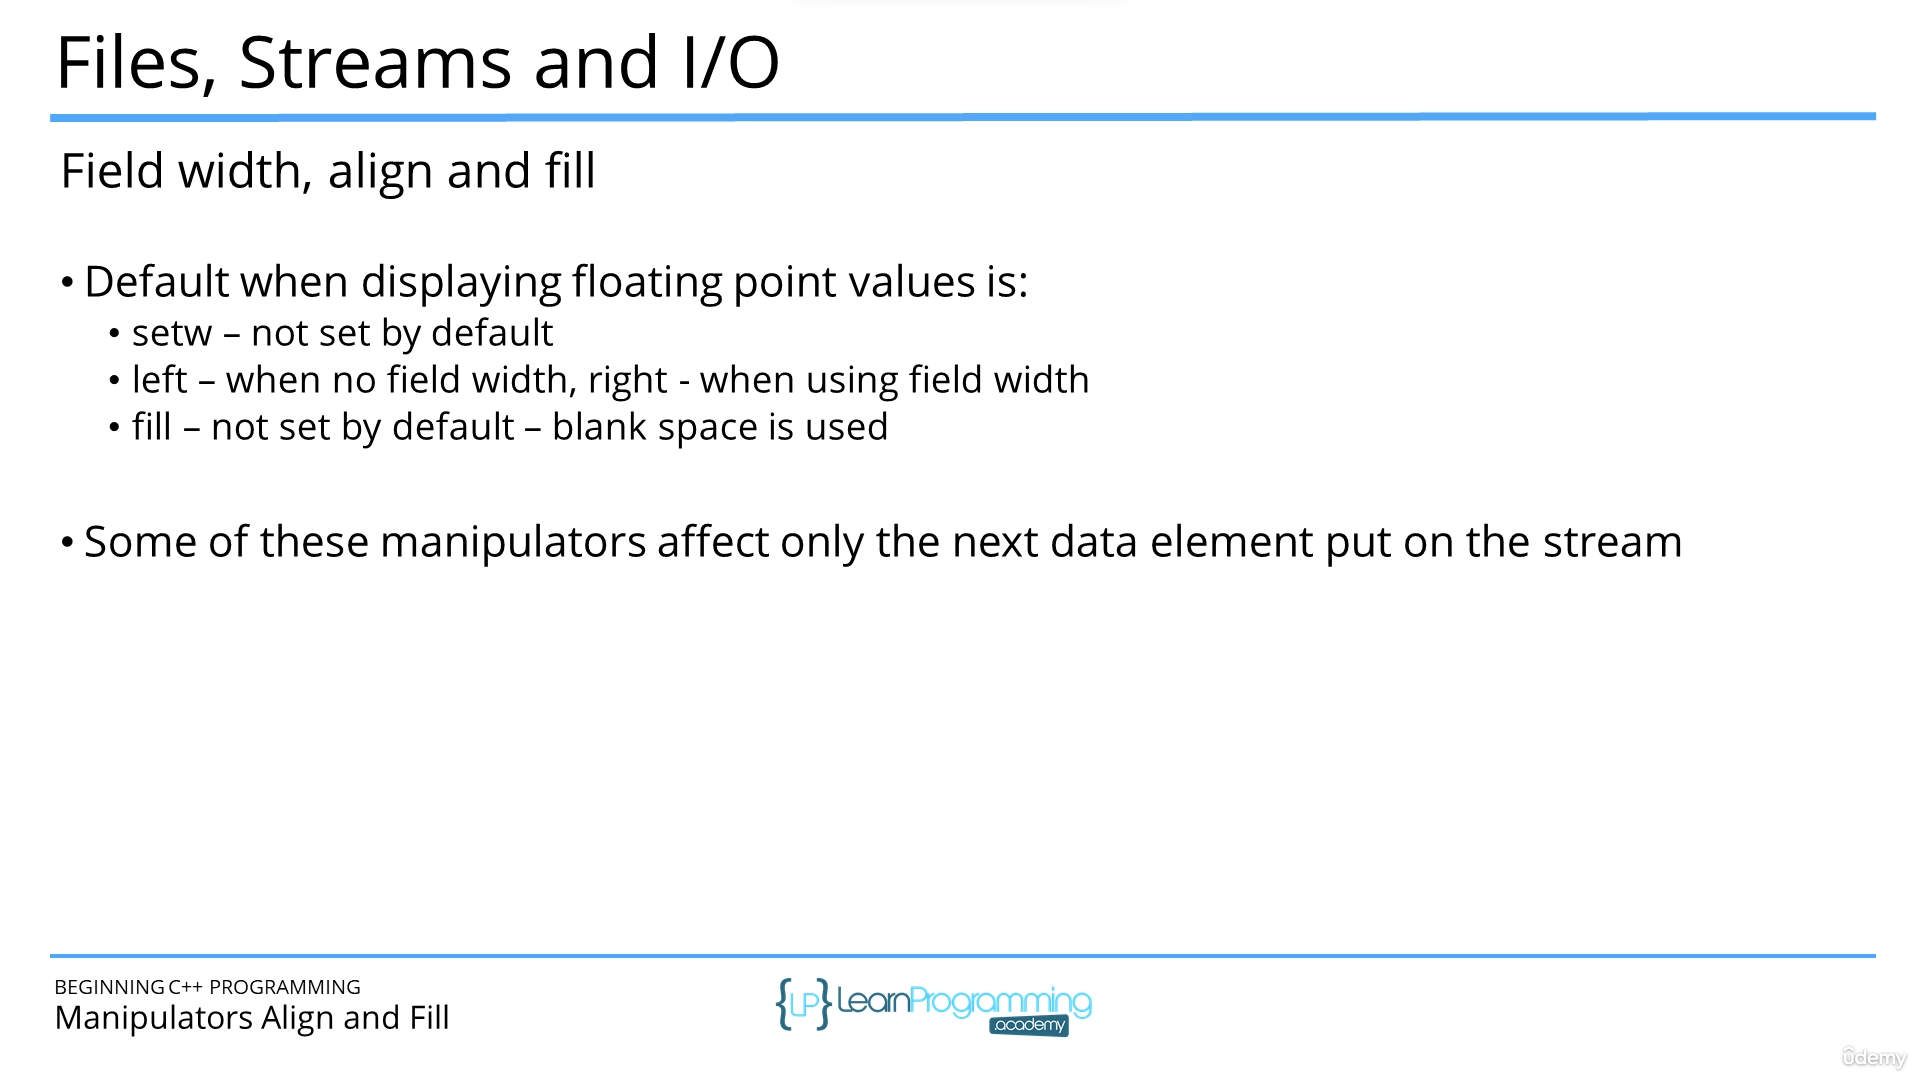 Files, Streams and I/O
Field width, align and fill
• Default when displaying floating point values is:
• setw – not set by default
• left – when no field width, right - when using field width
• fill – not set by default – blank space is used
• Some of these manipulators affect only the next data element put on the stream
BEGINNING C++ PROGRAMMING
Manipulators Align and Fill
{LP} LearnProgramming
.academy
ûdemy